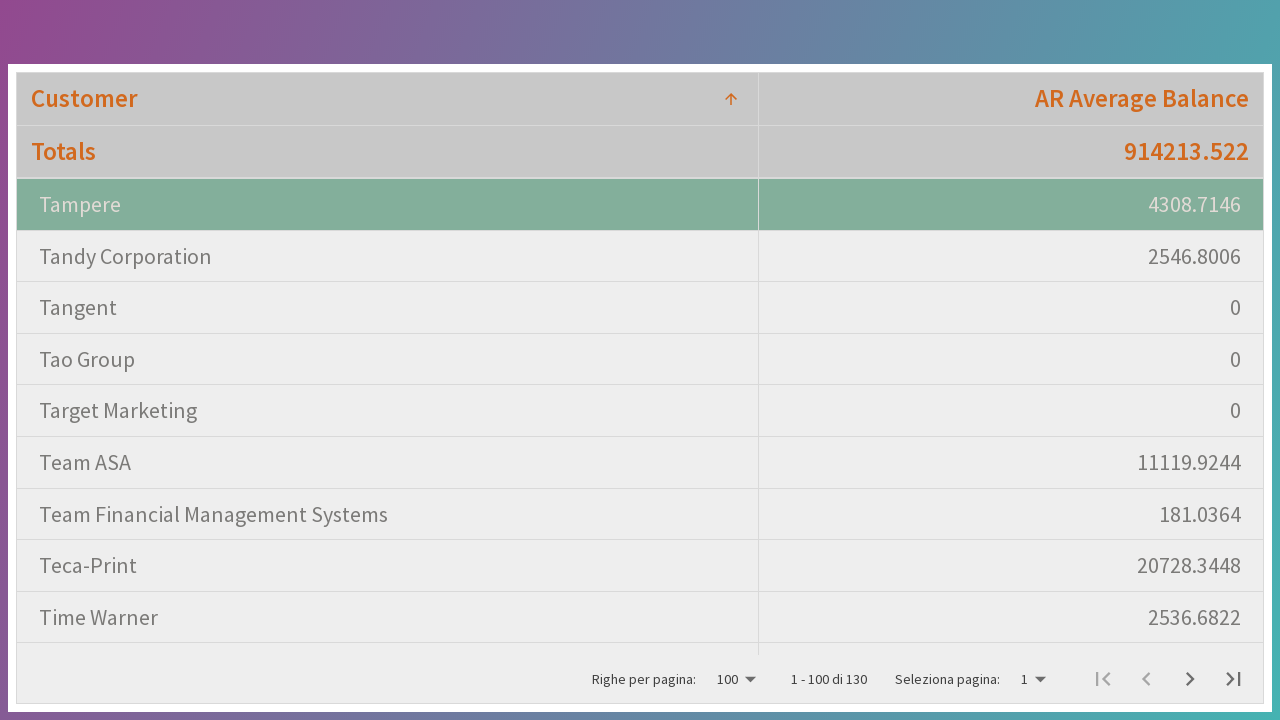 Customer AR Average Balance
Totals 914213.522
Tampere 4308.7146
Tandy Corporation 2546.8006
Tangent 0
Tao Group 0
Target Marketing 0
Team ASA 11119.9244
Team Financial Management Systems 181.0364
Teca-Print 20728.3448
Time Warner 2536.6822
Righe per pagina: 100 1 - 100 di 130 Seleziona pagina: 1